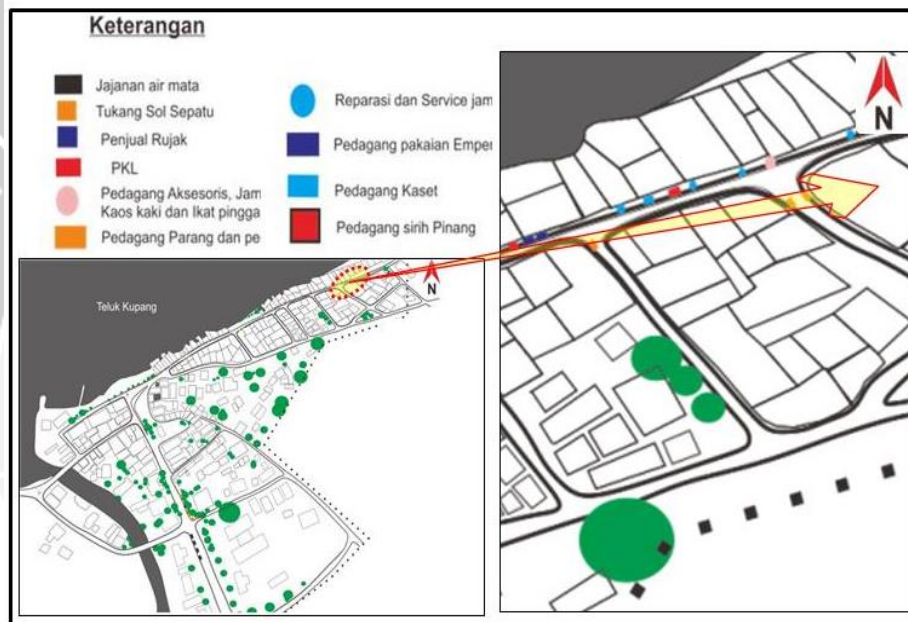 Keterangan
Jajanan air mata
Tukang Sol Sepatu
Penjual Rujak
PKL
Pedagang Aksesoris, Jam
Kaos kaki dan Ikat pingga
Pedagang Parang dan pe
Reparasi dan Service jam
Pedagang pakaian Emper
Pedagang Kaset
Pedagang sirih Pinang
N
Teluk Kupang
N